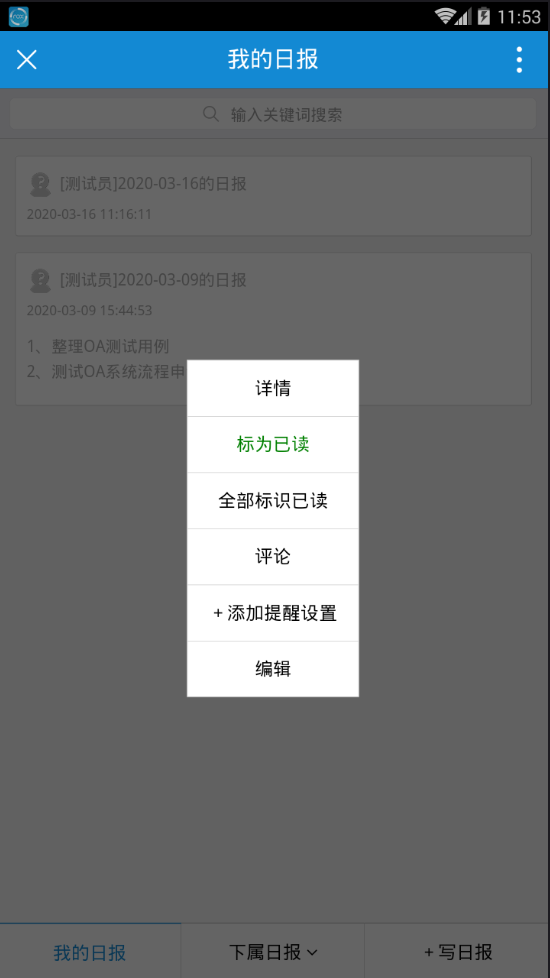 11:53
我的日报
输入关键词搜索
[测试员]2020-03-16的日报
2020-03-16 11:16:11
[测试员]2020-03-09的日报
2020-03-09 15:44:53
1、整理OA测试用例
2、测试OA系统流程申
详情
标为已读
全部标识已读
评论
+ 添加提醒设置
编辑
我的日报 下属日报 + 写日报